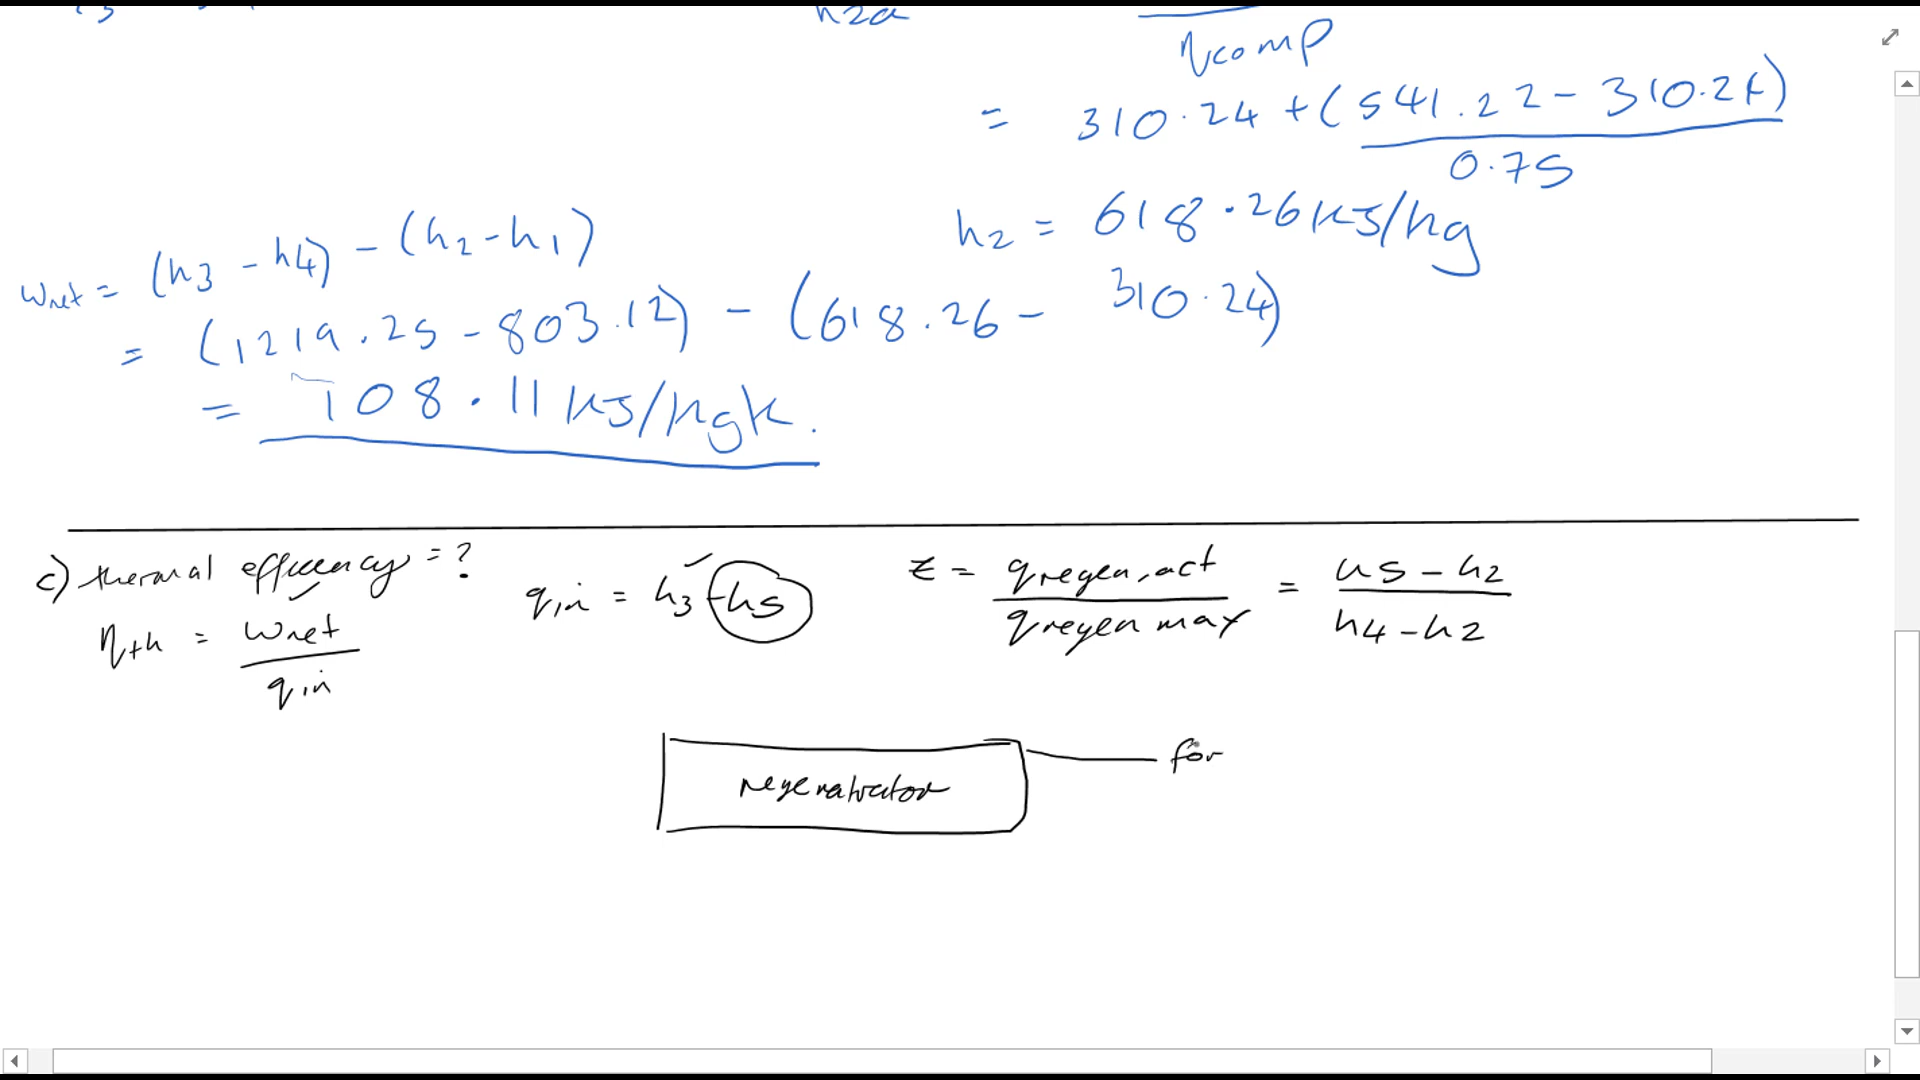 h2a
ηcomp
= 310.24 + (541.22 - 310.24)
0.75
h2 = 618.26 kJ/kg
wnet = (h3 - h4) - (h2 - h1)
= (1219.25 - 803.12) - (618.26 - 310.24)
= 108.11 kJ/kgK.
c) thermal efficiency = ?
qin = h3 - h5
ε = qregen,act / qregen max = h5 - h2 / h4 - h2
ηth = wnet / qin
regenatrator
for